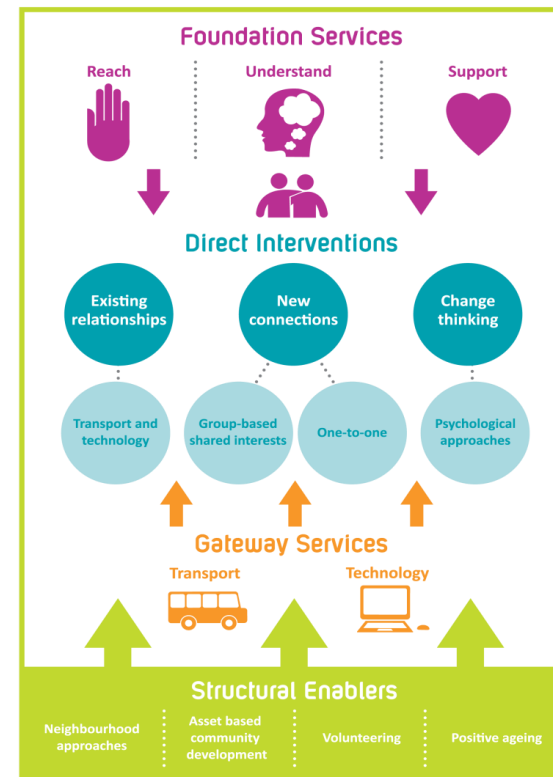 Foundation Services
Reach
Understand
Support
Direct Interventions
Existing
relationships
New
connections
Change
thinking
Transport and
technology
Group-based
shared interests
One-to-one
Psychological
approaches
Gateway Services
Transport
Technology
Structural Enablers
Neighbourhood
approaches
Asset based
community
development
Volunteering
Positive ageing